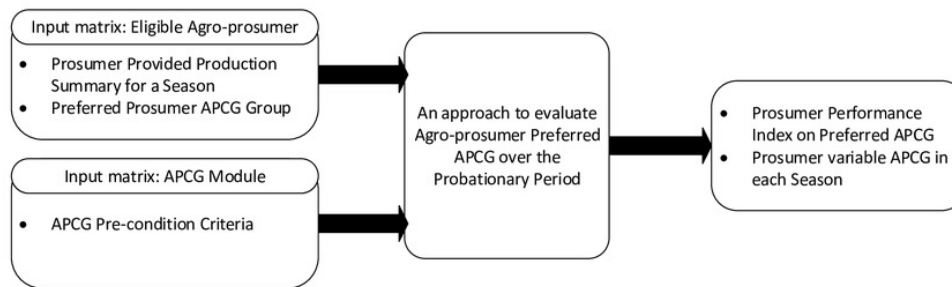 Input matrix: Eligible Agro-prosumer
• Prosumer Provided Production
Summary for a Season
• Preferred Prosumer APCG Group
Input matrix: APCG Module
• APCG Pre-condition Criteria
An approach to evaluate
Agro-prosumer Preferred
APCG over the
Probationary Period
• Prosumer Performance
Index on Preferred APCG
• Prosumer variable APCG in
each Season